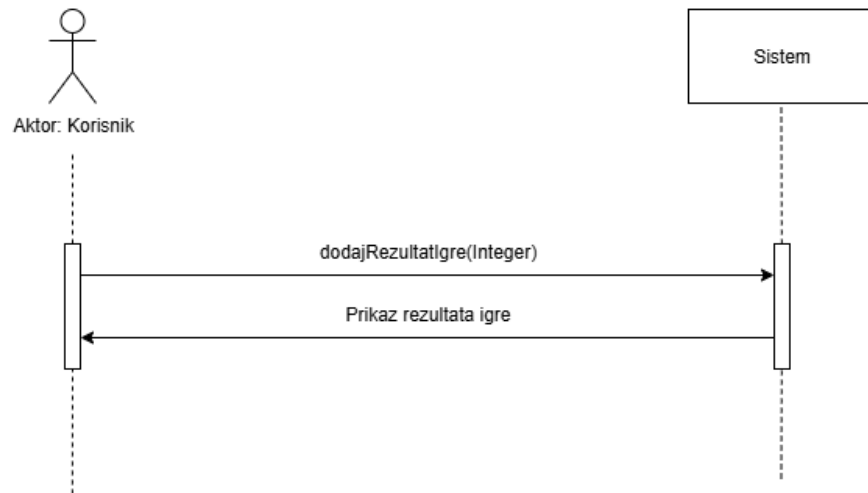 Sistem
Aktor: Korisnik
dodajRezultatIgre(Integer)
Prikaz rezultata igre